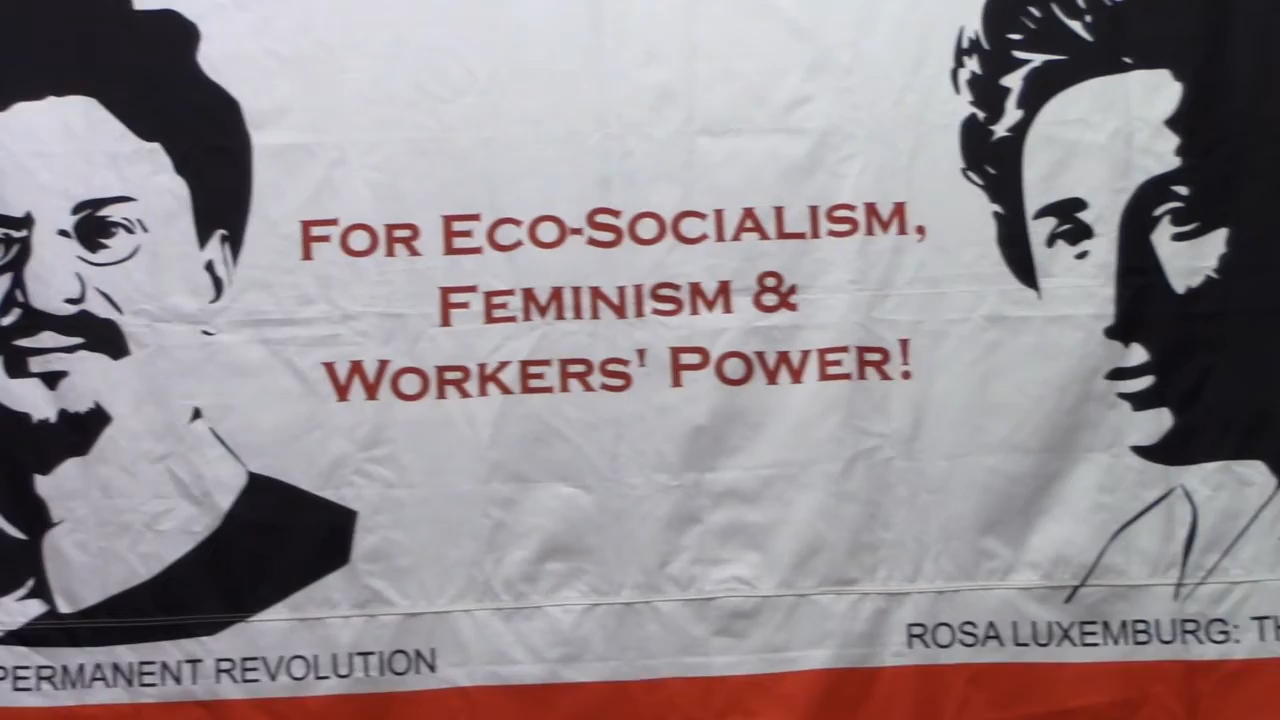 For Eco-Socialism,
Feminism &
Workers' Power!
PERMANENT REVOLUTION
ROSA LUXEMBURG: